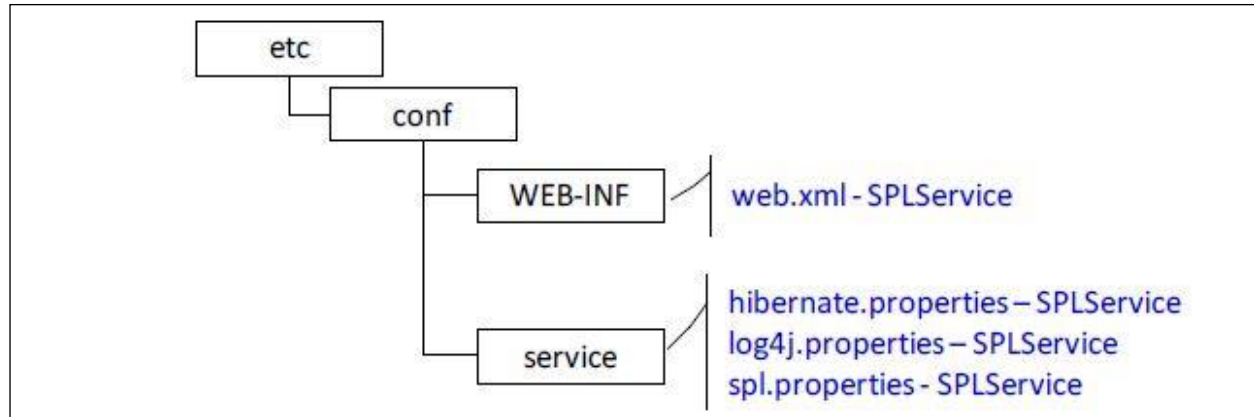 etc
conf
WEB-INF
web.xml - SPLService
hibernate.properties – SPLService
log4j.properties – SPLService
service
spl.properties - SPLService